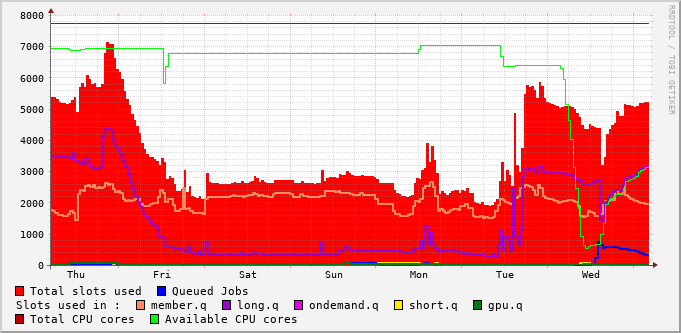 8000
7000
6000
5000
4000
3000
2000
1000
0
Thu Fri Sat Sun Mon Tue Wed
RRDTOOL / TOBI OETIKER
Total slots used Queued Jobs
Slots used in : member.q long.q ondemand.q short.q gpu.q
Total CPU cores Available CPU cores